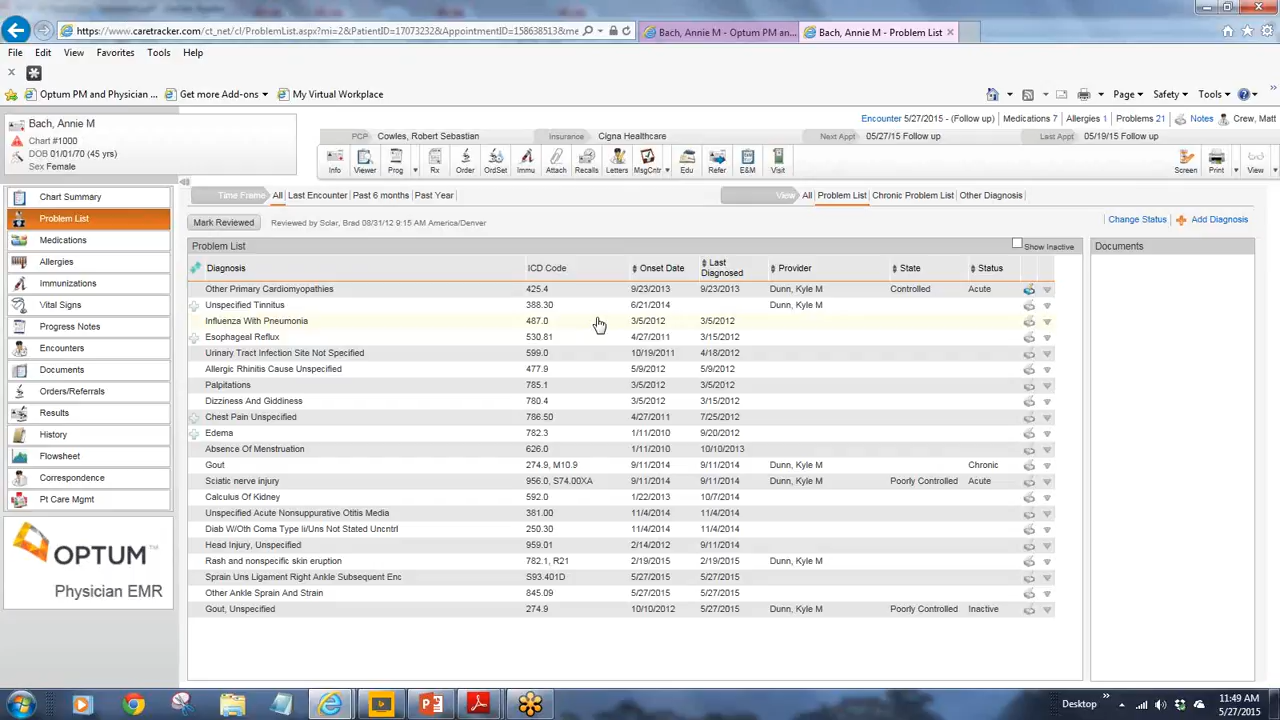 https://www.caretracker.com/ct_net/cl/ProblemList.aspx?mi=2&PatientID=17073232&AppointmentID=158638513&me
Bach, Annie M - Optum PM an...
Bach, Annie M - Problem List
File Edit View Favorites Tools Help
Optum PM and Physician ... Get more Add-ons My Virtual Workplace
Page Safety Tools
Bach, Annie M
Chart #1000
DOB 01/01/70 (45 yrs)
Sex Female
Encounter 5/27/2015 - (Follow up) Medications 7 Allergies 1 Problems 21 Notes Crew, Matt
PCP Cowles, Robert Sebastian Insurance Cigna Healthcare Next Appt 05/27/15 Follow up Last Appt 05/19/15 Follow up
Info Viewer Prog Rx Order OrdSet Immu Attach Recalls Letters MsgCntr Edu Refer E&M Visit Screen Print View
Chart Summary
Problem List
Medications
Allergies
Immunizations
Vital Signs
Progress Notes
Encounters
Documents
Orders/Referrals
Results
History
Flowsheet
Correspondence
Pt Care Mgmt
OPTUM™
Physician EMR
Time Frame All Last Encounter Past 6 months Past Year View All Problem List Chronic Problem List Other Diagnosis
Mark Reviewed Reviewed by Solar, Brad 08/31/12 9:15 AM America/Denver Change Status Add Diagnosis
Problem List Show Inactive Documents
Diagnosis ICD Code Onset Date Last Diagnosed Provider State Status
Other Primary Cardiomyopathies 425.4 9/23/2013 9/23/2013 Dunn, Kyle M Controlled Acute
Unspecified Tinnitus 388.30 6/21/2014 Dunn, Kyle M
Influenza With Pneumonia 487.0 3/5/2012 3/5/2012
Esophageal Reflux 530.81 4/27/2011 3/15/2012
Urinary Tract Infection Site Not Specified 599.0 10/19/2011 4/18/2012
Allergic Rhinitis Cause Unspecified 477.9 5/9/2012 5/9/2012
Palpitations 785.1 3/5/2012 3/5/2012
Dizziness And Giddiness 780.4 3/5/2012 3/15/2012
Chest Pain Unspecified 786.50 4/27/2011 7/25/2012
Edema 782.3 1/11/2010 9/20/2012
Absence Of Menstruation 626.0 1/11/2010 10/10/2013
Gout 274.9, M10.9 9/11/2014 9/11/2014 Dunn, Kyle M Chronic
Sciatic nerve injury 956.0, S74.00XA 9/11/2014 9/11/2014 Dunn, Kyle M Poorly Controlled Acute
Calculus Of Kidney 592.0 1/22/2013 10/7/2014
Unspecified Acute Nonsuppurative Otitis Media 381.00 11/4/2014 11/4/2014
Diab W/Oth Coma Type Ii/Uns Not Stated Uncntrl 250.30 11/4/2014 11/4/2014
Head Injury, Unspecified 959.01 2/14/2012 9/11/2014
Rash and nonspecific skin eruption 782.1, R21 2/19/2015 2/19/2015 Dunn, Kyle M
Sprain Uns Ligament Right Ankle Subsequent Enc S93.401D 5/27/2015 5/27/2015
Other Ankle Sprain And Strain 845.09 5/27/2015 5/27/2015
Gout, Unspecified 274.9 10/10/2012 5/27/2015 Dunn, Kyle M Poorly Controlled Inactive
Desktop
11:49 AM
5/27/2015